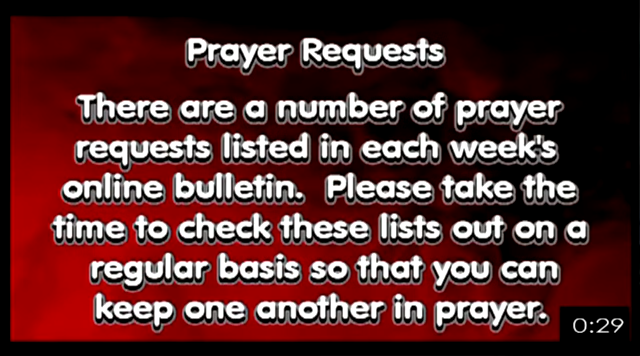 Prayer Requests
There are a number of prayer
requests listed in each week's
online bulletin.  Please take the
time to check these lists out on a
regular basis so that you can
keep one another in prayer.
0:29